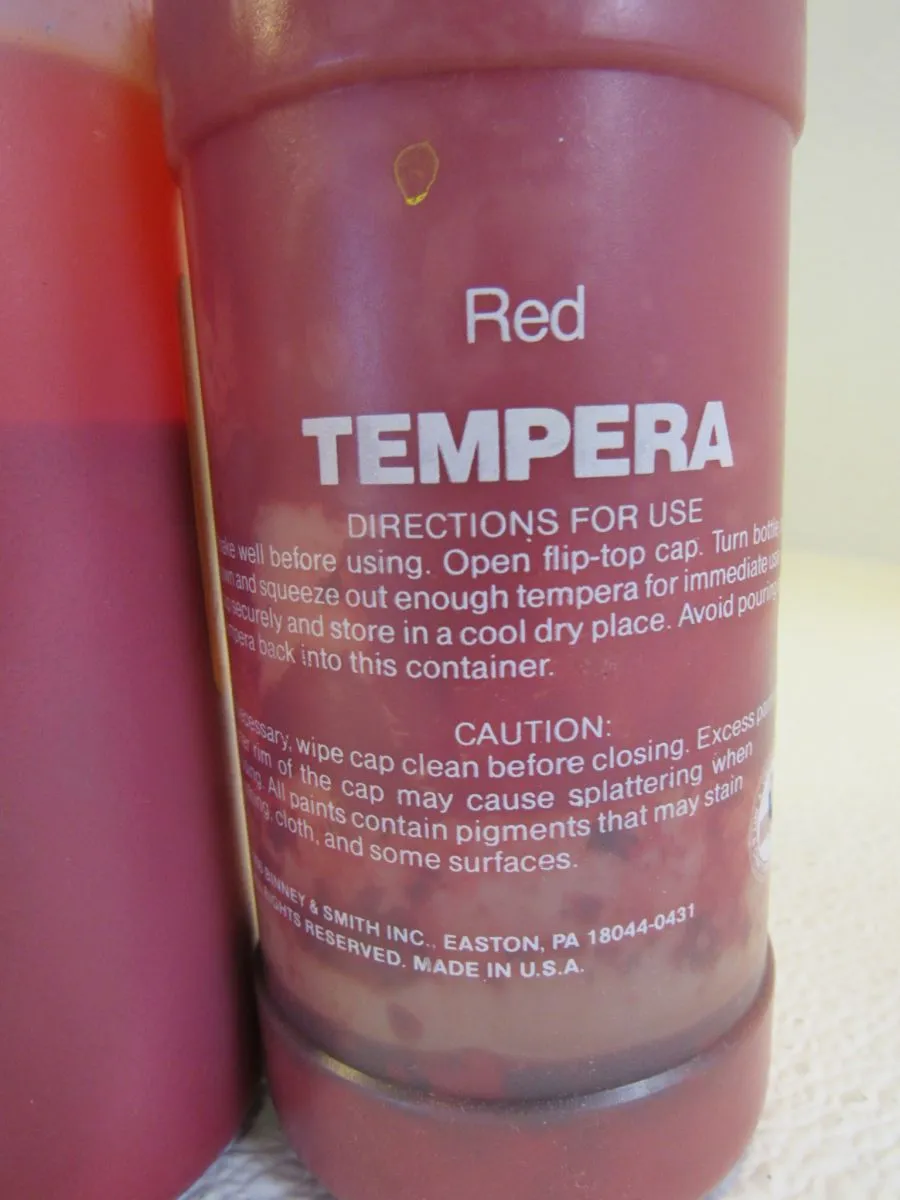 Red
TEMPERA
DIRECTIONS FOR USE
well before using. Open flip-top cap. Turn bottle
and squeeze out enough tempera for immediate
securely and store in a cool dry place. Avoid pouring
back into this container.
CAUTION:
wipe cap clean before closing. Excess
rim of the cap may cause splattering when
All paints contain pigments that may stain
cloth, and some surfaces.
BINNEY & SMITH INC., EASTON, PA 18044-0431
RIGHTS RESERVED. MADE IN U.S.A.